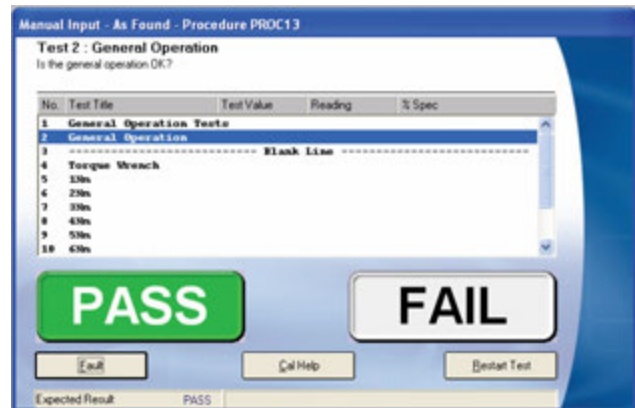 Manual Input - As Found - Procedure PROC13
Test 2 : General Operation
Is the general operation OK?
No. Test Title Test Value Reading % Spec
1 General Operation Tests
2 General Operation
3 ---------------------------- Blank Line ----------------------------
4 Torque Wrench
5 1Nm
6 2Nm
7 3Nm
8 4Nm
9 5Nm
10 6Nm
PASS FAIL
Fault Cal Help Restart Test
Expected Result PASS